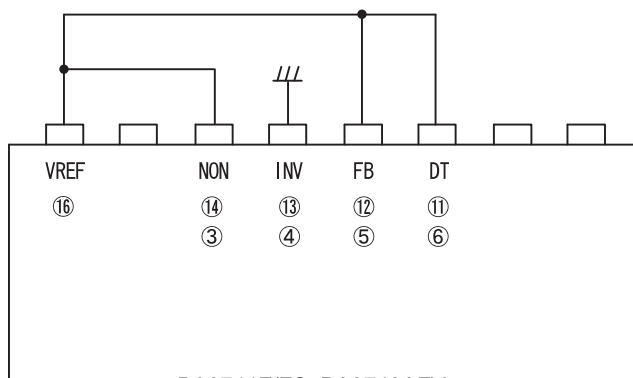 VREF NON INV FB DT
⑯ ⑭ ⑬ ⑫ ⑪
③ ④ ⑤ ⑥